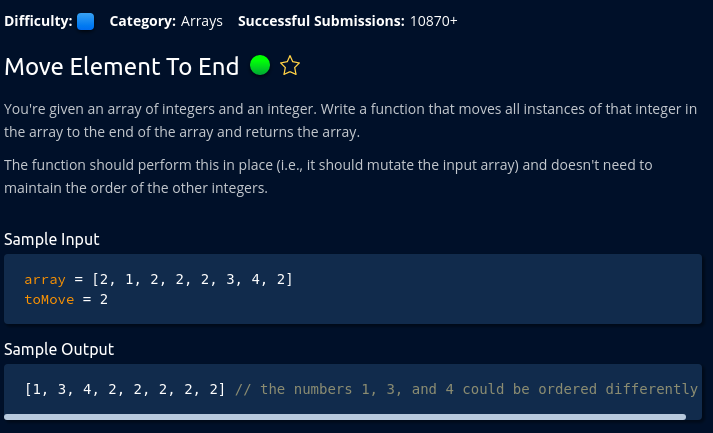 Difficulty: Category: Arrays Successful Submissions: 10870+
Move Element To End
You're given an array of integers and an integer. Write a function that moves all instances of that integer in
the array to the end of the array and returns the array.
The function should perform this in place (i.e., it should mutate the input array) and doesn't need to
maintain the order of the other integers.
Sample Input
array = [2, 1, 2, 2, 2, 3, 4, 2]
toMove = 2
Sample Output
[1, 3, 4, 2, 2, 2, 2, 2] // the numbers 1, 3, and 4 could be ordered differently